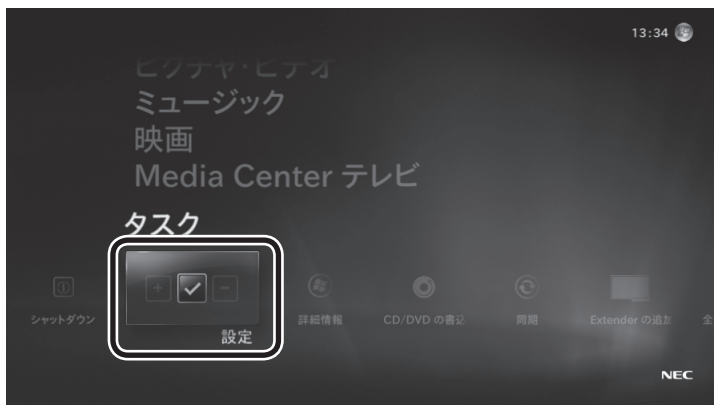 13:34
ピクチャ・ビデオ
ミュージック
映画
Media Center テレビ
タスク
シャットダウン
設定
詳細情報
CD/DVD の書込
同期
Extender の追加
全
NEC